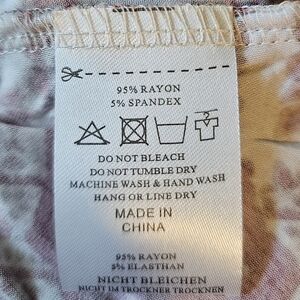 95% RAYON
5% SPANDEX
DO NOT BLEACH
DO NOT TUMBLE DRY
MACHINE WASH & HAND WASH
HANG OR LINE DRY
MADE IN
CHINA
95% RAYON
5% ELASTHAN
NICHT BLEICHEN
NICHT IM TROCKNER TROCKNEN